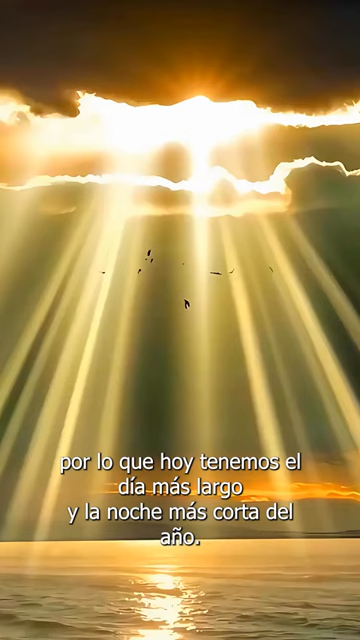 por lo que hoy tenemos el
día más largo
y la noche más corta del
año.